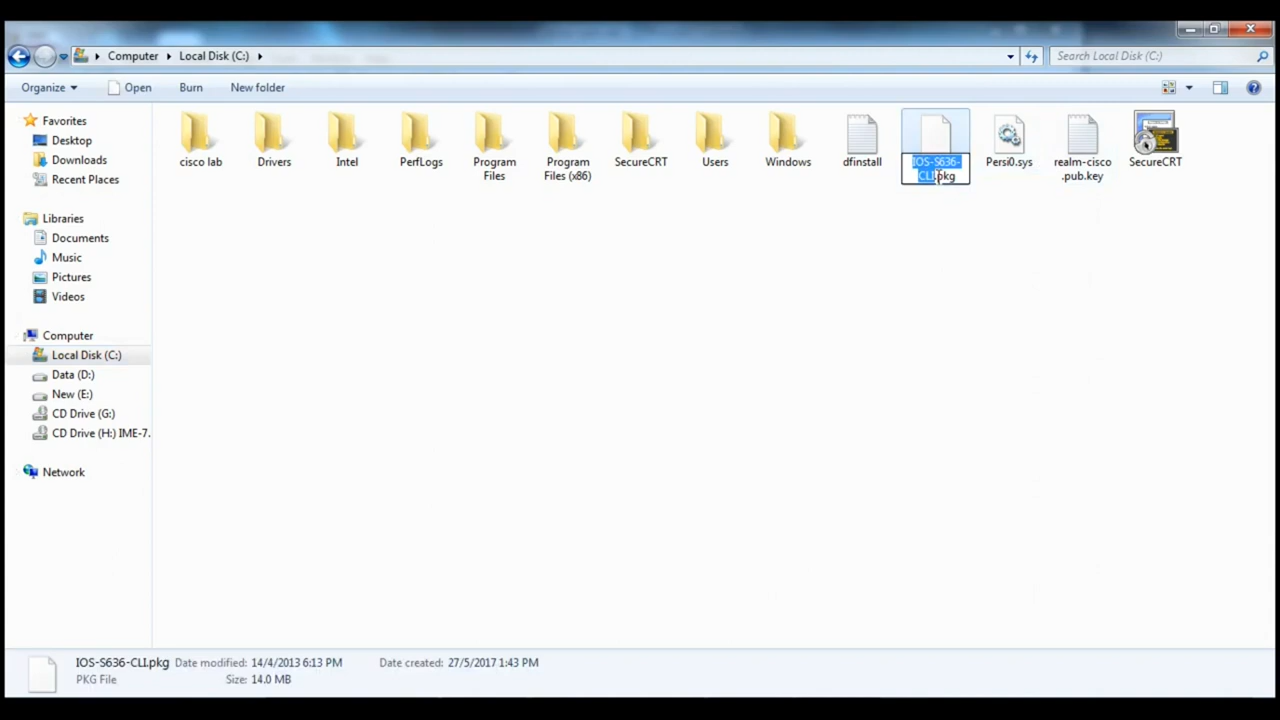 Computer Local Disk (C:) Search Local Disk (C:)
Organize Open Burn New folder
Favorites
Desktop
Downloads
Recent Places
Libraries
Documents
Music
Pictures
Videos
Computer
Local Disk (C:)
Data (D:)
New (E:)
CD Drive (G:)
CD Drive (H:) IME-7.
Network
cisco lab
Drivers
Intel
PerfLogs
Program
Files
Program
Files (x86)
SecureCRT
Users
Windows
dfinstall
IOS-S636-
CLI.pkg
Persi0.sys
realm-cisco
.pub.key
SecureCRT
IOS-S636-CLI.pkg Date modified: 14/4/2013 6:13 PM Date created: 27/5/2017 1:43 PM
PKG File Size: 14.0 MB